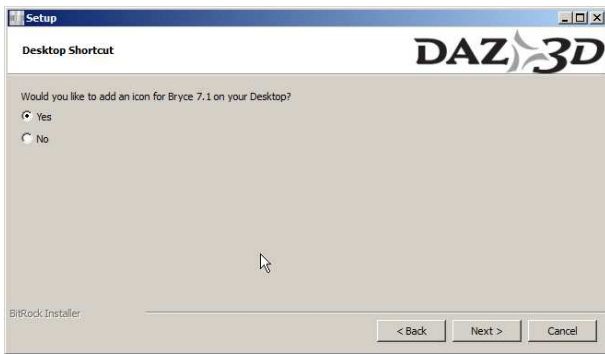 Setup
Desktop Shortcut
DAZ 3D
Would you like to add an icon for Bryce 7.1 on your Desktop?
Yes
No
BitRock Installer
< Back Next > Cancel